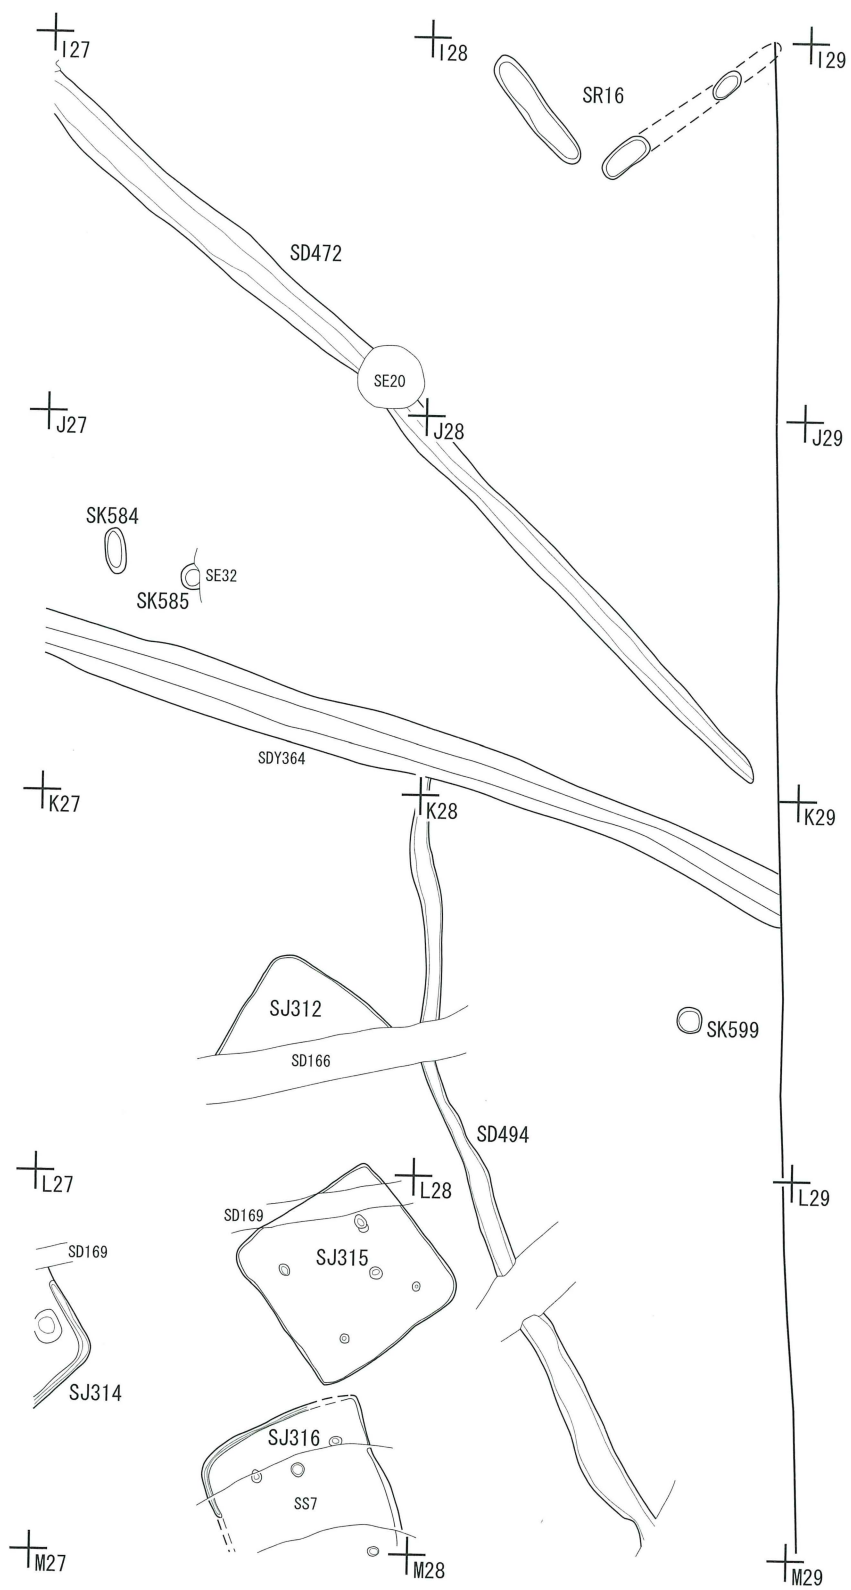 I27
I28
I29
SR16
SD472
SE20
J27
J28
J29
SK584
SE32
SK585
SDY364
K27
K28
K29
SJ312
SK599
SD166
SD494
L27
L28
L29
SD169
SD169
SJ315
SJ314
SJ316
SS7
M27
M28
M29